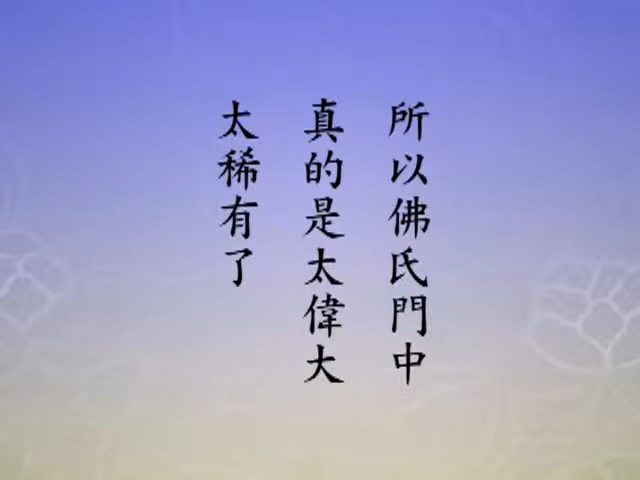 所以佛氏門中
真的是太偉大
太稀有了